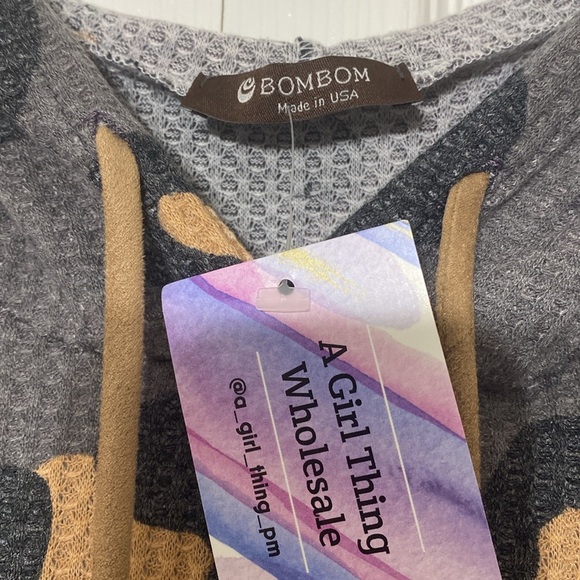 BOMBOM
Made in USA
A Girl Thing
Wholesale
@a_girl_thing_pm